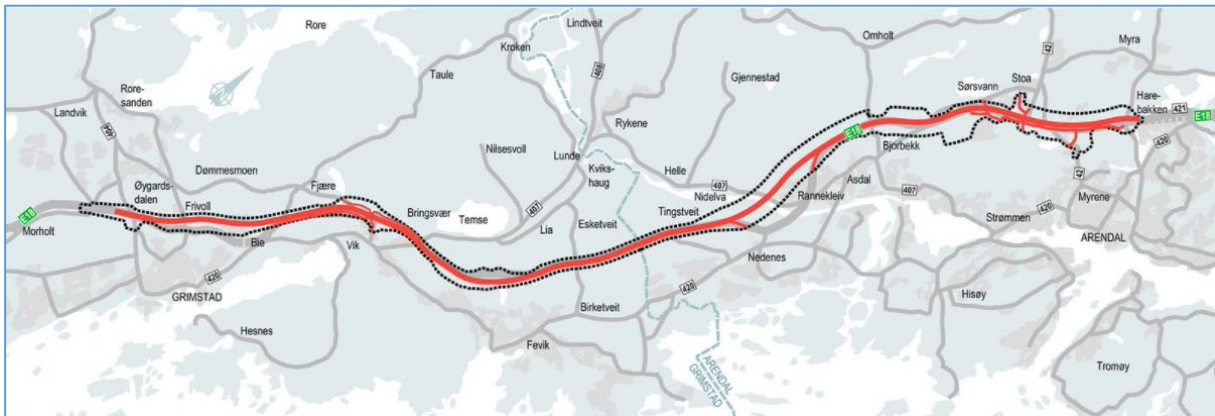 Rore
Lindtveit
Kroken
Omholt
42
Myra
Taule
408
Gjennestad
Stoa
Sørsvann
Rore-
sanden
Hare-
bakken
421
E18
Landvik
404
Rykene
Nilsesvoll
Lunde
E18
Bjorbekk
420
Dømmesmoen
Kviks-
haug
Helle
407
Asdal
42
Øygards-
dalen
Fjære
Nidelva
Rannekleiv
407
Myrene
Frivoll
Bringsvær
Temse
407
Esketveit
Tingstveit
Strømmen
420
E18
Morholt
Bie
Vik
Lia
ARENDAL
Nedenes
420
420
GRIMSTAD
Hisøy
Birketveit
Hesnes
Fevik
ARENDAL
GRIMSTAD
Tromøy